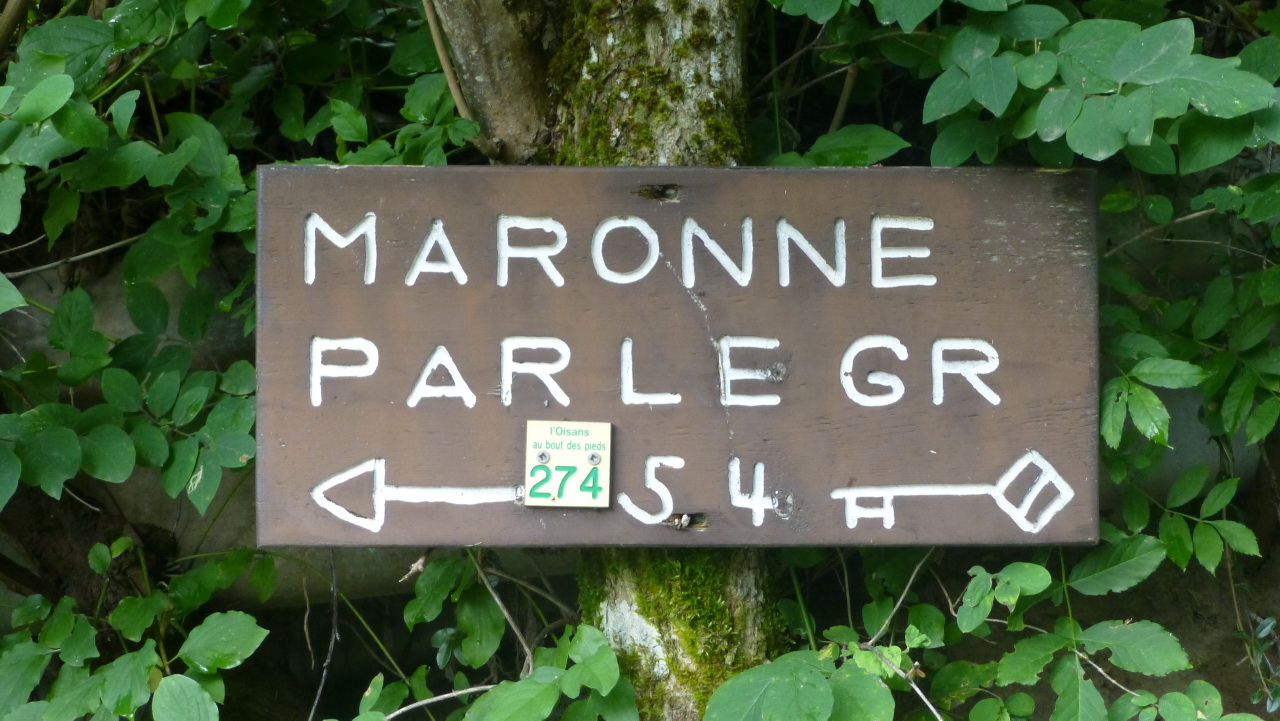 MARONNE
PAR LE GR
l'Oisans
au bout des pieds
274
54